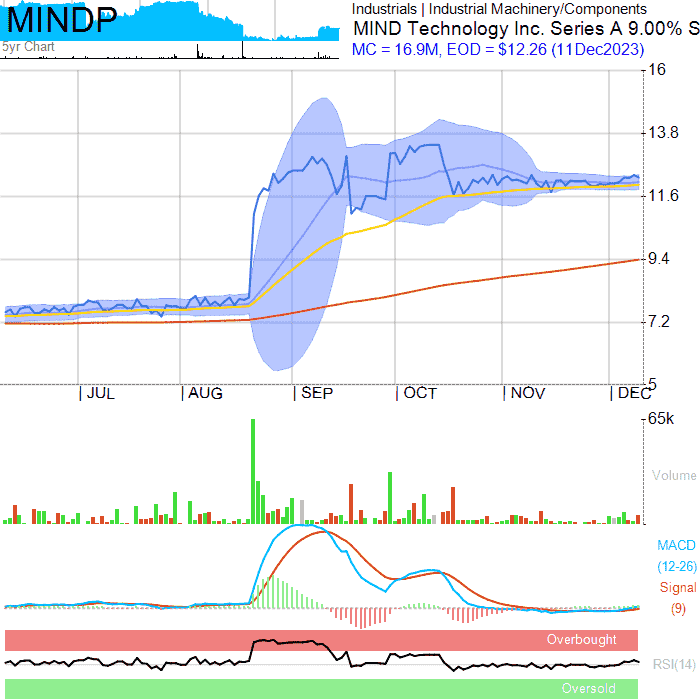 MINDP
5yr Chart
Industrials | Industrial Machinery/Components
MIND Technology Inc. Series A 9.00% S
MC = 16.9M, EOD = $12.26 (11Dec2023)
16
13.8
11.6
9.4
7.2
5
| JUL | AUG | SEP | OCT | NOV | DEC
65k
Volume
MACD
(12-26)
Signal
(9)
Overbought
RSI(14)
Oversold